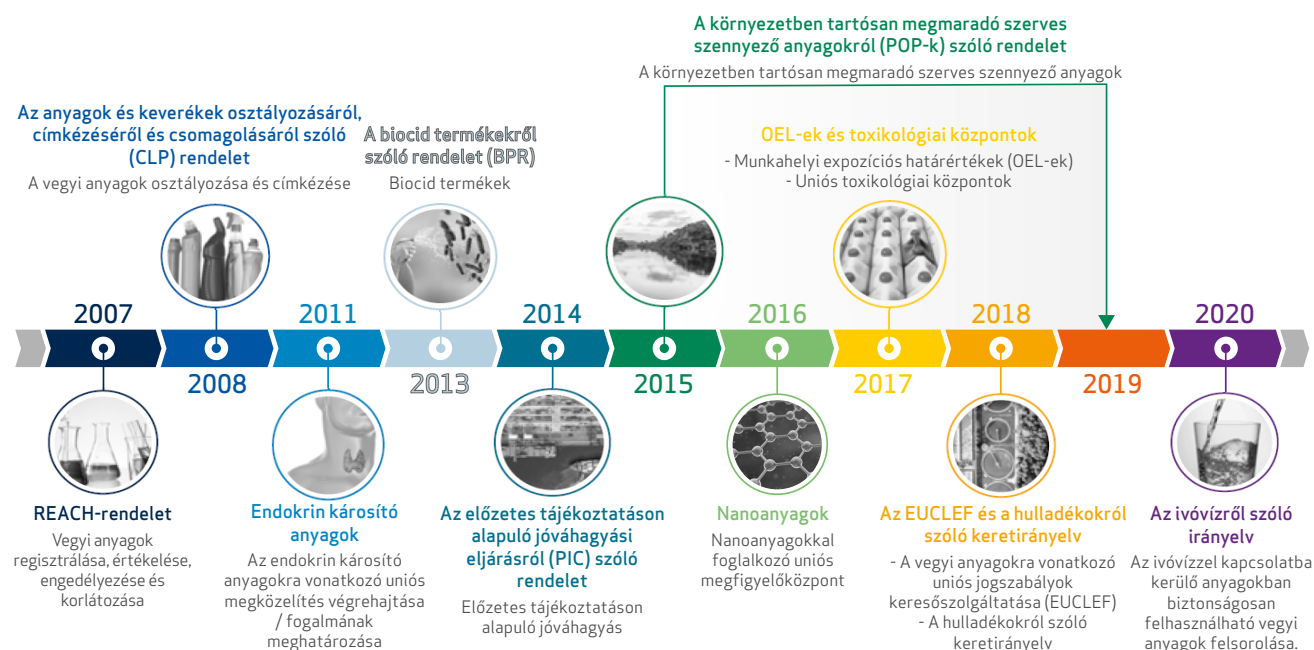 A környezetben tartósan megmaradó szerves
szennyező anyagokról (POP-k) szóló rendelet
A környezetben tartósan megmaradó szerves szennyező anyagok
Az anyagok és keverékek osztályozásáról,
címkézéséről és csomagolásáról szóló
(CLP) rendelet
A vegyi anyagok osztályozása és címkézése
A biocid termékekről
szóló rendelet (BPR)
Biocid termékek
OEL-ek és toxikológiai központok
- Munkahelyi expozíciós határértékek (OEL-ek)
- Uniós toxikológiai központok
2007
2008
2011
2013
2014
2015
2016
2017
2018
2019
2020
REACH-rendelet
Vegyi anyagok
regisztrálása, értékelése,
engedélyezése és
korlátozása
Endokrin károsító
anyagok
Az endokrin károsító
anyagokra vonatkozó uniós
megközelítés végrehajtása
/ fogalmának
meghatározása
Az előzetes tájékoztatáson
alapuló jóváhagyási
eljárásról (PIC) szóló
rendelet
Előzetes tájékoztatáson
alapuló jóváhagyás
Nanoanyagok
Nanoanyagokkal
foglalkozó uniós
megfigyelőközpont
Az EUCLEF és a hulladékokról
szóló keretirányelv
- A vegyi anyagokra vonatkozó
uniós jogszabályok
keresőszolgáltatása (EUCLEF)
- A hulladékokról szóló
keretirányelv
Az ivóvízről szóló
irányelv
Az ivóvízzel kapcsolatba
kerülő anyagokban
biztonságosan
felhasználható vegyi
anyagok felsorolása.